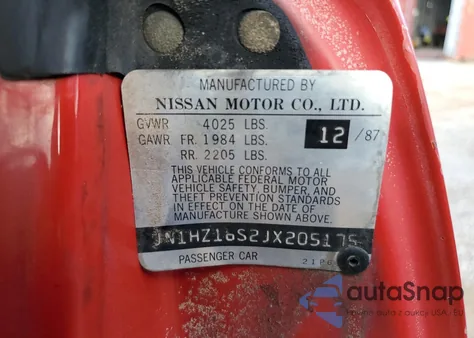 MANUFACTURED BY
NISSAN MOTOR CO., LTD.
GVWR 4025 LBS.
GAWR FR. 1984 LBS.
12 /87
RR. 2205 LBS.
THIS VEHICLE CONFORMS TO ALL
APPLICABLE FEDERAL MOTOR
VEHICLE SAFETY, BUMPER, AND
THEFT PREVENTION STANDARDS
IN EFFECT ON THE DATE OF
MANUFACTURE SHOWN ABOVE.
JN1HZ16S2JX205175
PASSENGER CAR
autoSnap